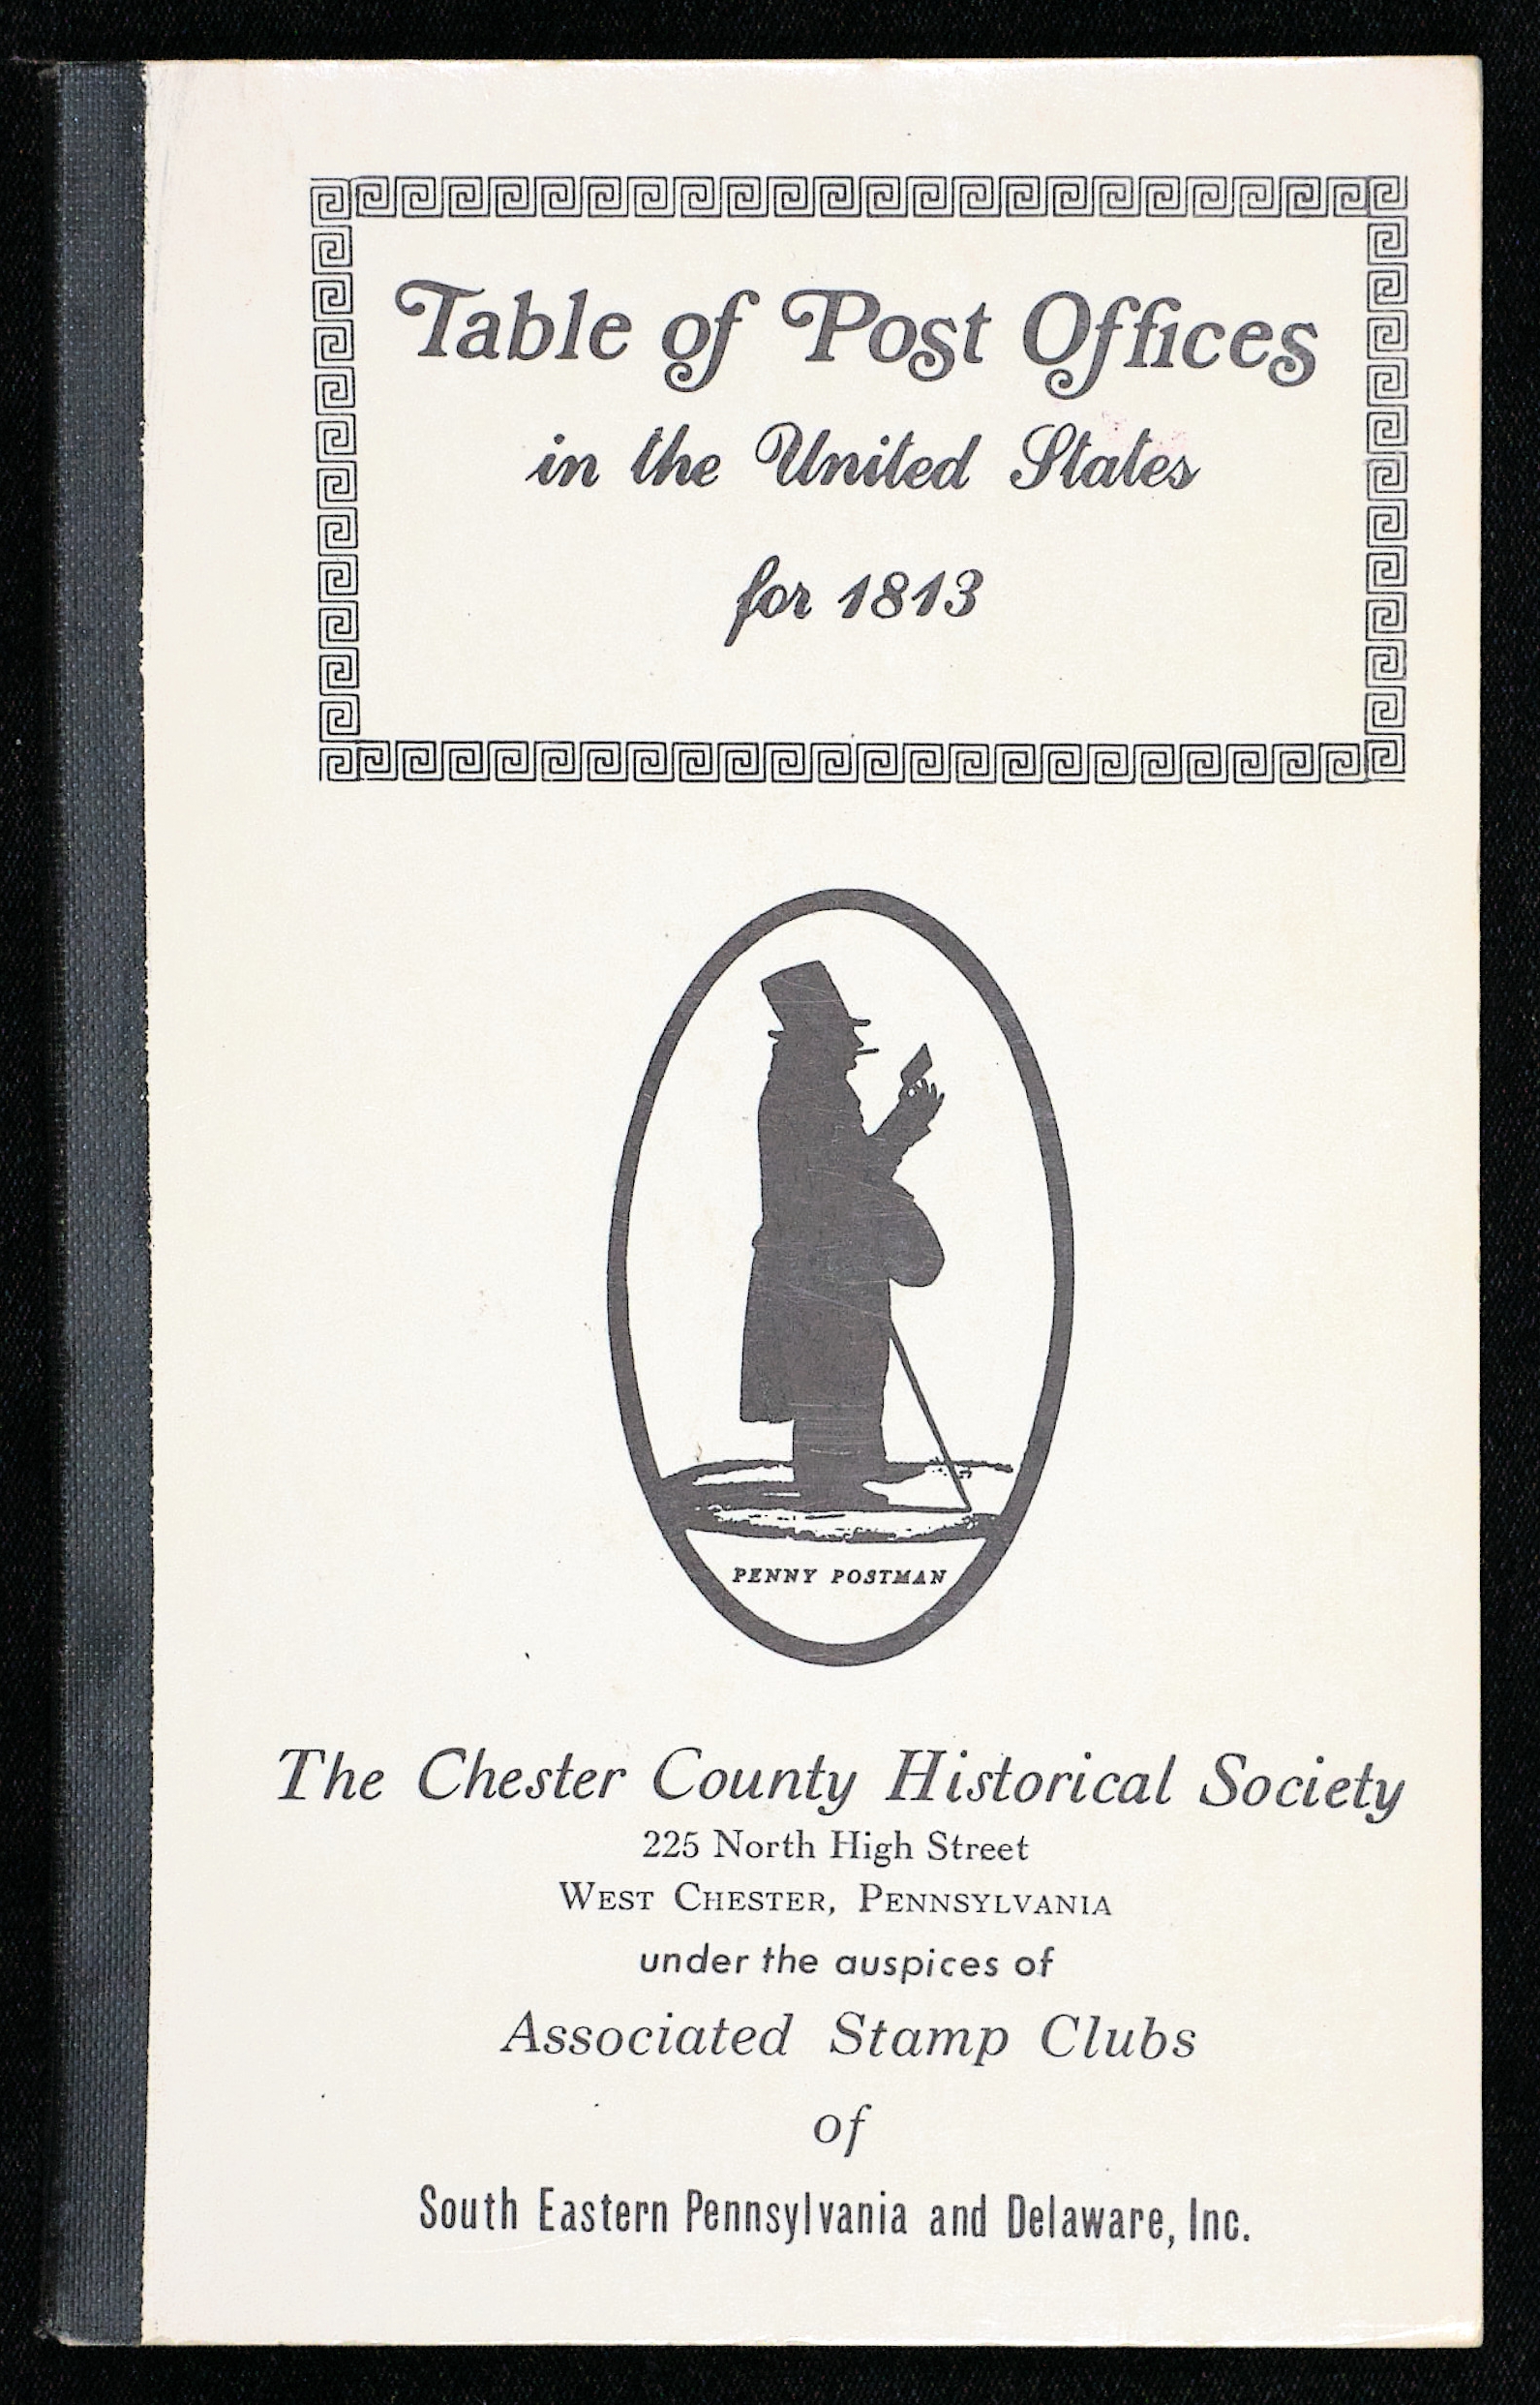 Table of Post Offices
in the United States
for 1813
PENNY POSTMAN
The Chester County Historical Society
225 North High Street
WEST CHESTER, PENNSYLVANIA
under the auspices of
Associated Stamp Clubs
of
South Eastern Pennsylvania and Delaware, Inc.